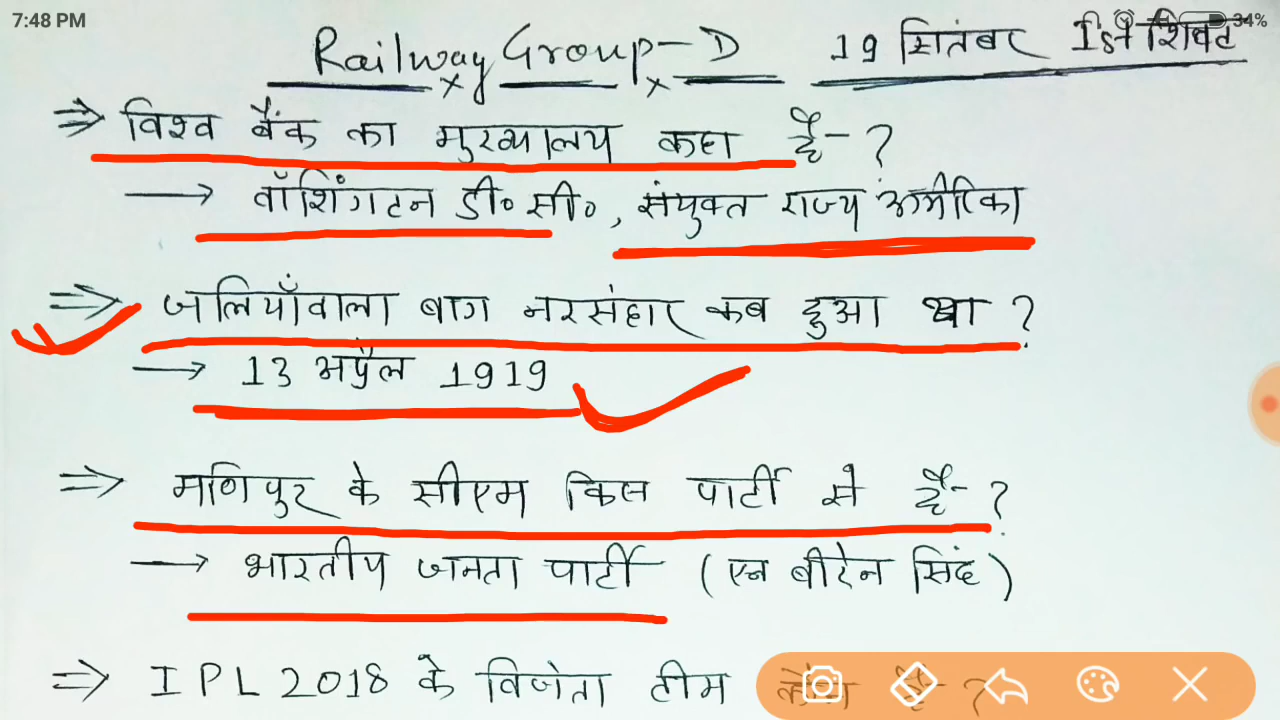 7:48 PM
34%
Railway Group-D 19 सितंबर Ist शिफ्ट
⇒ विश्व बैंक का मुख्यालय कहा है- ?
→ वॉशिंगटन डी० सी०, संयुक्त राज्य अमेरिका
⇒ जलियाँवाला बाग नरसंहार कब हुआ था ?
→ 13 अप्रैल 1919
⇒ मणिपुर के सीएम किस पार्टी से है- ?
→ भारतीय जनता पार्टी (एन बीरेन सिंह)
⇒ IPL 2018 के विजेता टीम कौन है- ?